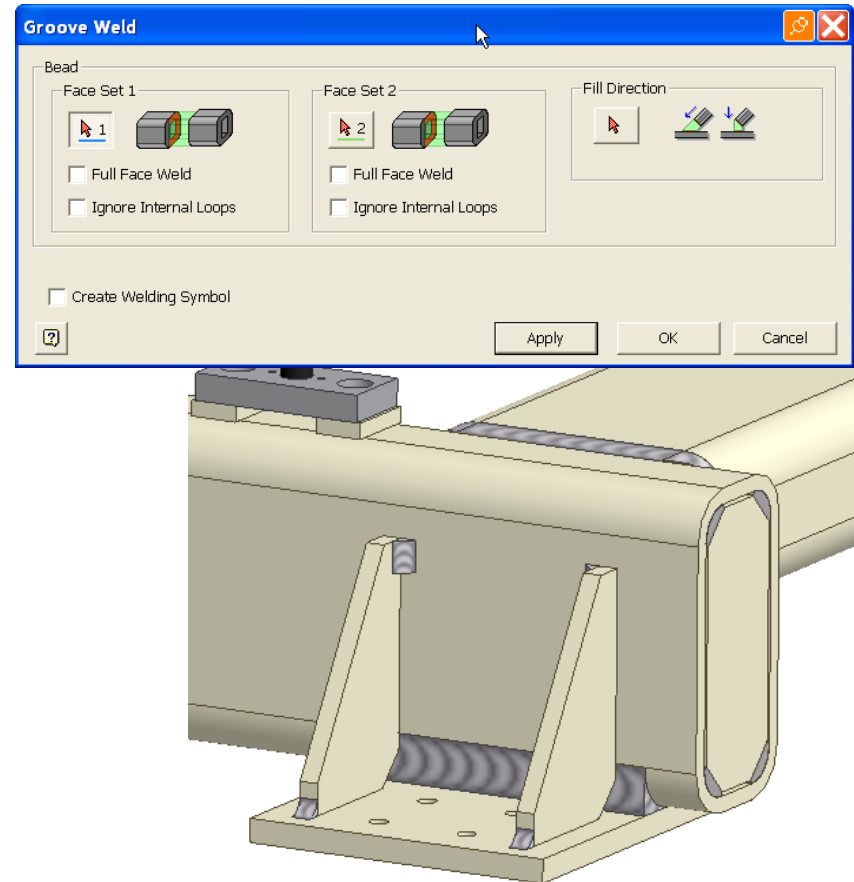 Groove Weld
Bead
Face Set 1
Face Set 2
Fill Direction
1
2
Full Face Weld
Full Face Weld
Ignore Internal Loops
Ignore Internal Loops
Create Welding Symbol
?
Apply
OK
Cancel